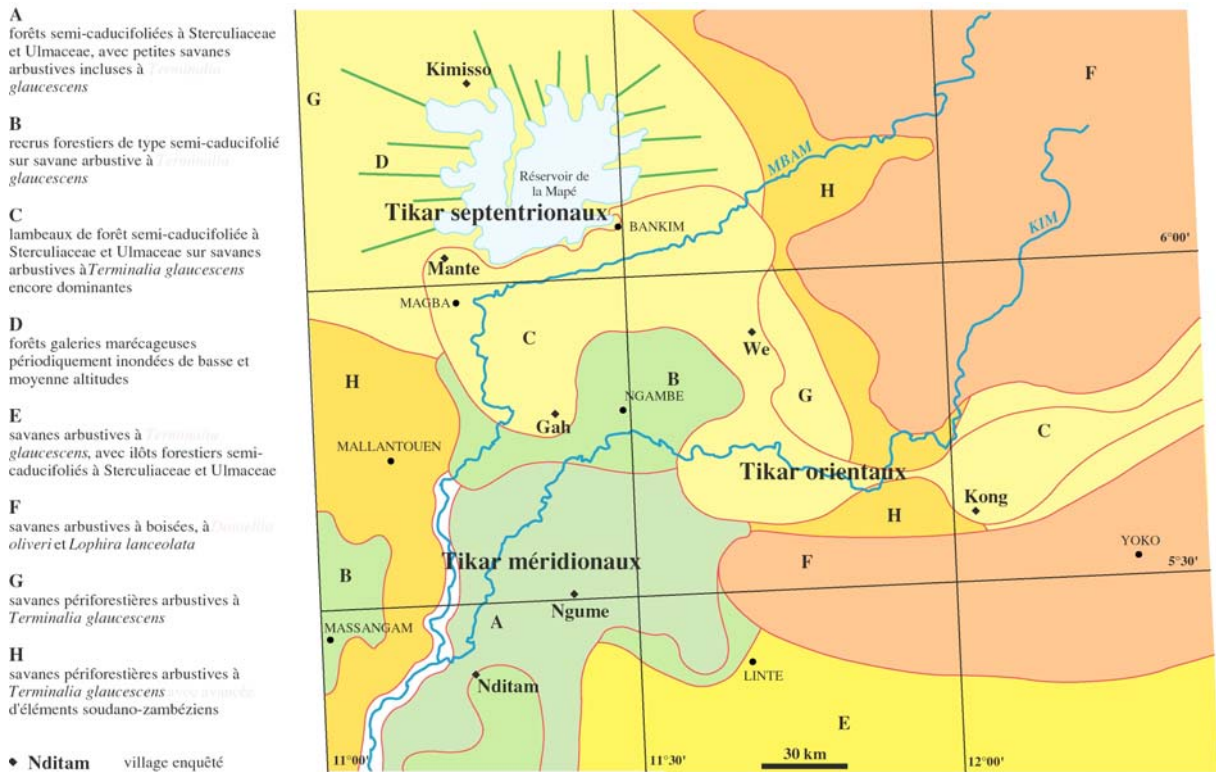 A
forêts semi-caducifoliées à Sterculiaceae
et Ulmaceae, avec petites savanes
arbustives incluses à Terminalia
glaucescens
B
recrus forestiers de type semi-caducifolié
sur savane arbustive à Terminalia
glaucescens
C
lambeaux de forêt semi-caducifoliée à
Sterculiaceae et Ulmaceae sur savanes
arbustives à Terminalia glaucescens
encore dominantes
D
forêts galeries marécageuses
périodiquement inondées de basse et
moyenne altitudes
E
savanes arbustives à Terminalia
glaucescens, avec ilôts forestiers semi-
caducifoliés à Sterculiaceae et Ulmaceae
F
savanes arbustives à boisées, à
oliveri et Lophira lanceolata
G
savanes périforestières arbustives à
Terminalia glaucescens
H
savanes périforestières arbustives à
Terminalia glaucescens avec avancée
d'éléments soudano-zambéziens
Nditam village enquêté
Kimisso
F
G
MBAM
D
Réservoir de
la Mapé
H
KIM
Tikar septentrionaux
BANKIM
6°00'
Mante
MAGBA
C
We
H
B
NGAMBE
G
Gah
C
MALLANTOUEN
Tikar orientaux
Kong
H
YOKO
Tikar méridionaux
F
5°30'
B
Ngume
A
MASSANGAM
LINTE
Nditam
E
11°00'
11°30'
30 km
12°00'